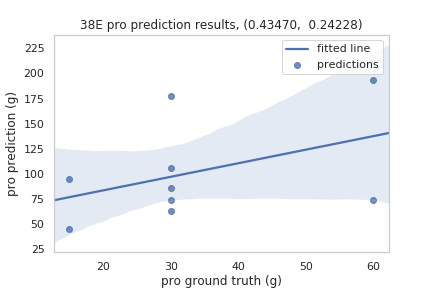 38E pro prediction results, (0.43470,  0.24228)
fitted line
predictions
225
200
175
150
125
100
75
50
25
pro prediction (g)
20
30
40
50
60
pro ground truth (g)